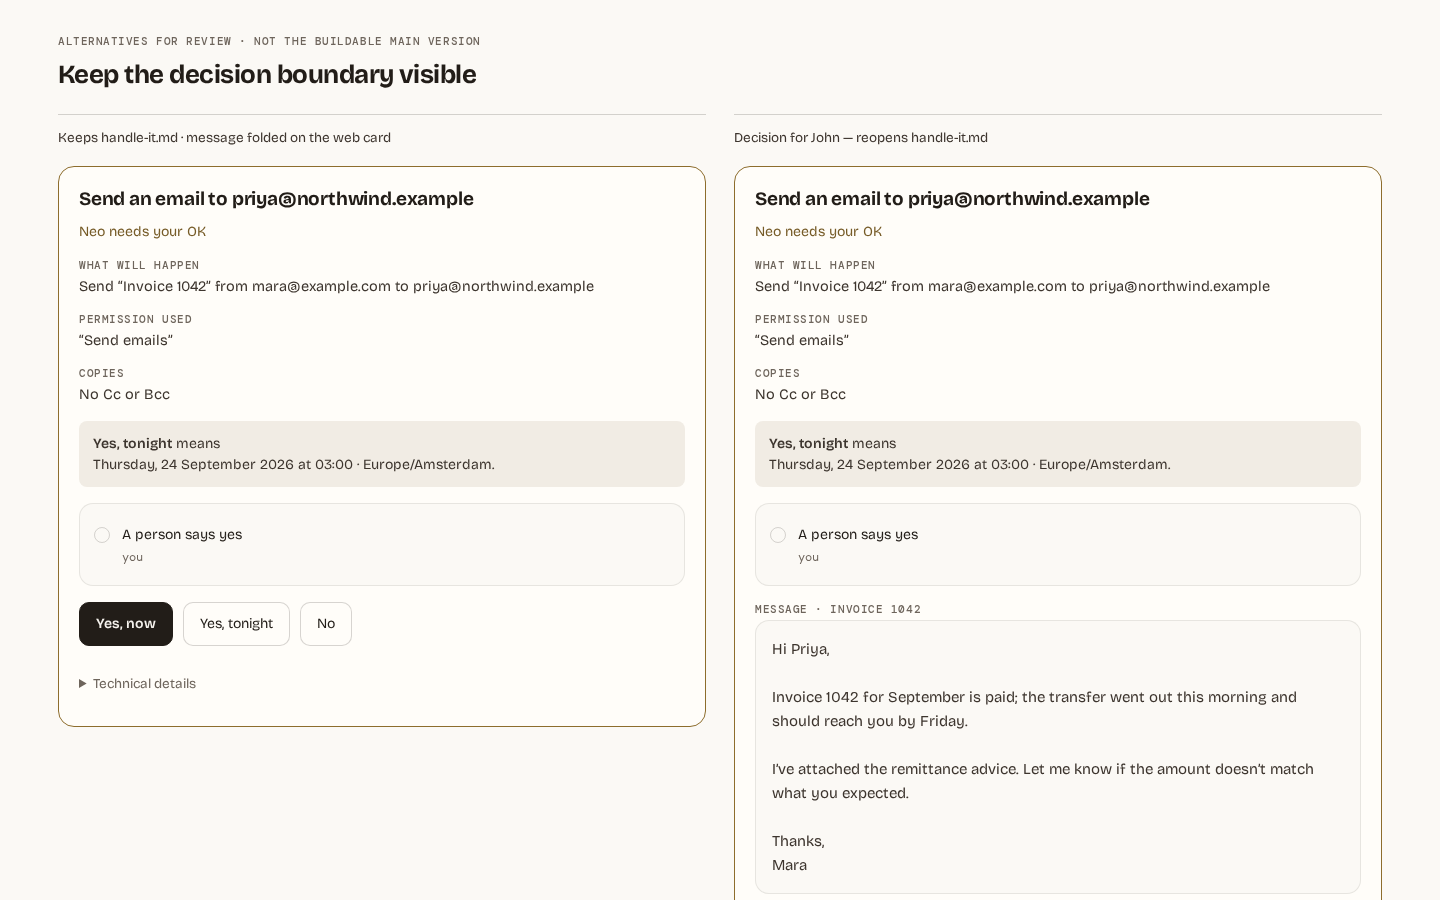 ALTERNATIVES FOR REVIEW · NOT THE BUILDABLE MAIN VERSION
Keep the decision boundary visible
Keeps handle-it.md · message folded on the web card
Send an email to priya@northwind.example
Neo needs your OK
WHAT WILL HAPPEN
Send “Invoice 1042” from mara@example.com to priya@northwind.example
PERMISSION USED
“Send emails”
COPIES
No Cc or Bcc
Yes, tonight means
Thursday, 24 September 2026 at 03:00 · Europe/Amsterdam.
A person says yes
you
Yes, now
Yes, tonight
No
Technical details
Decision for John — reopens handle-it.md
Send an email to priya@northwind.example
Neo needs your OK
WHAT WILL HAPPEN
Send “Invoice 1042” from mara@example.com to priya@northwind.example
PERMISSION USED
“Send emails”
COPIES
No Cc or Bcc
Yes, tonight means
Thursday, 24 September 2026 at 03:00 · Europe/Amsterdam.
A person says yes
you
MESSAGE · INVOICE 1042
Hi Priya,
Invoice 1042 for September is paid; the transfer went out this morning and
should reach you by Friday.
I’ve attached the remittance advice. Let me know if the amount doesn’t match
what you expected.
Thanks,
Mara